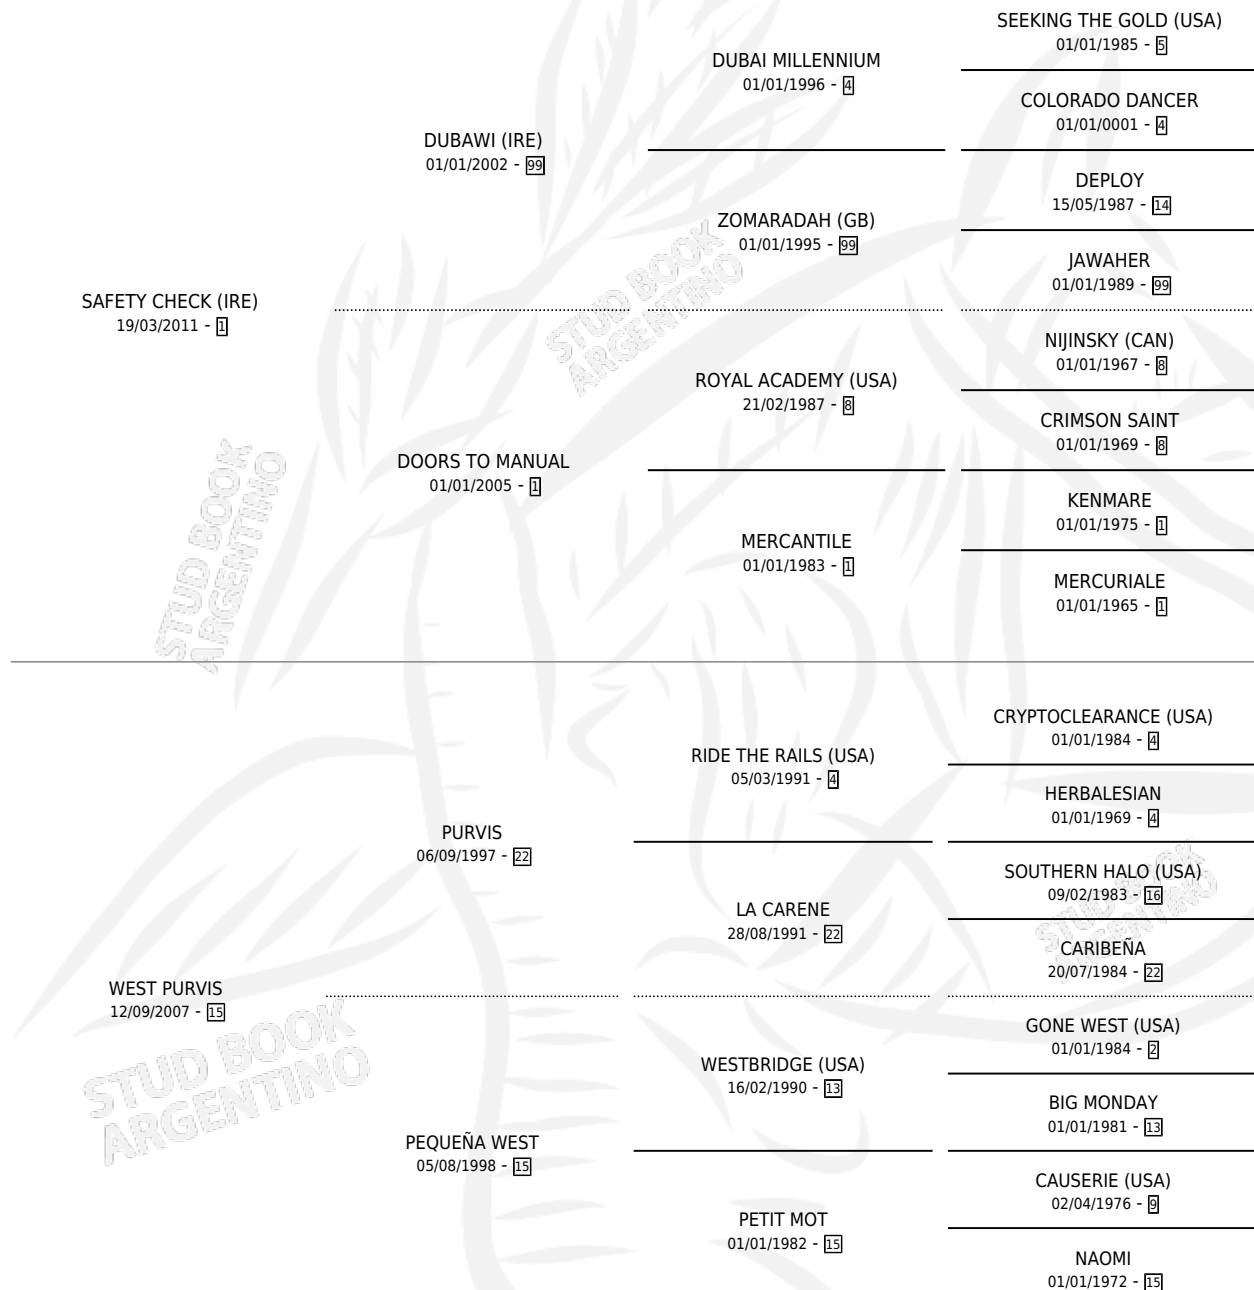 SEEKING THE GOLD (USA)
01/01/1985 - 5
DUBAI MILLENNIUM
01/01/1996 - 4
COLORADO DANCER
01/01/0001 - 4
DUBAWI (IRE)
01/01/2002 - 99
DEPLOY
15/05/1987 - 14
ZOMARADAH (GB)
01/01/1995 - 99
JAWAHER
01/01/1989 - 99
SAFETY CHECK (IRE)
19/03/2011 - 1
STUD BOOK
ARGENTINO
NIJINSKY (CAN)
01/01/1967 - 8
ROYAL ACADEMY (USA)
21/02/1987 - 8
CRIMSON SAINT
01/01/1969 - 8
DOORS TO MANUAL
01/01/2005 - 1
KENMARE
01/01/1975 - 1
MERCANTILE
01/01/1983 - 1
MERCURIALE
01/01/1965 - 1
STUD BOOK
ARGENTINO
CRYPTOCLEARANCE (USA)
01/01/1984 - 4
RIDE THE RAILS (USA)
05/03/1991 - 4
HERBALESIAN
01/01/1969 - 4
PURVIS
06/09/1997 - 22
SOUTHERN HALO (USA)
09/02/1983 - 16
LA CARENE
28/08/1991 - 22
CARIBEÑA
20/07/1984 - 22
STUD BOOK
ARGENTINO
WEST PURVIS
12/09/2007 - 15
GONE WEST (USA)
01/01/1984 - 2
WESTBRIDGE (USA)
16/02/1990 - 13
BIG MONDAY
01/01/1981 - 13
STUD BOOK
ARGENTINO
PEQUEÑA WEST
05/08/1998 - 15
CAUSERIE (USA)
02/04/1976 - 9
PETIT MOT
01/01/1982 - 15
NAOMI
01/01/1972 - 15